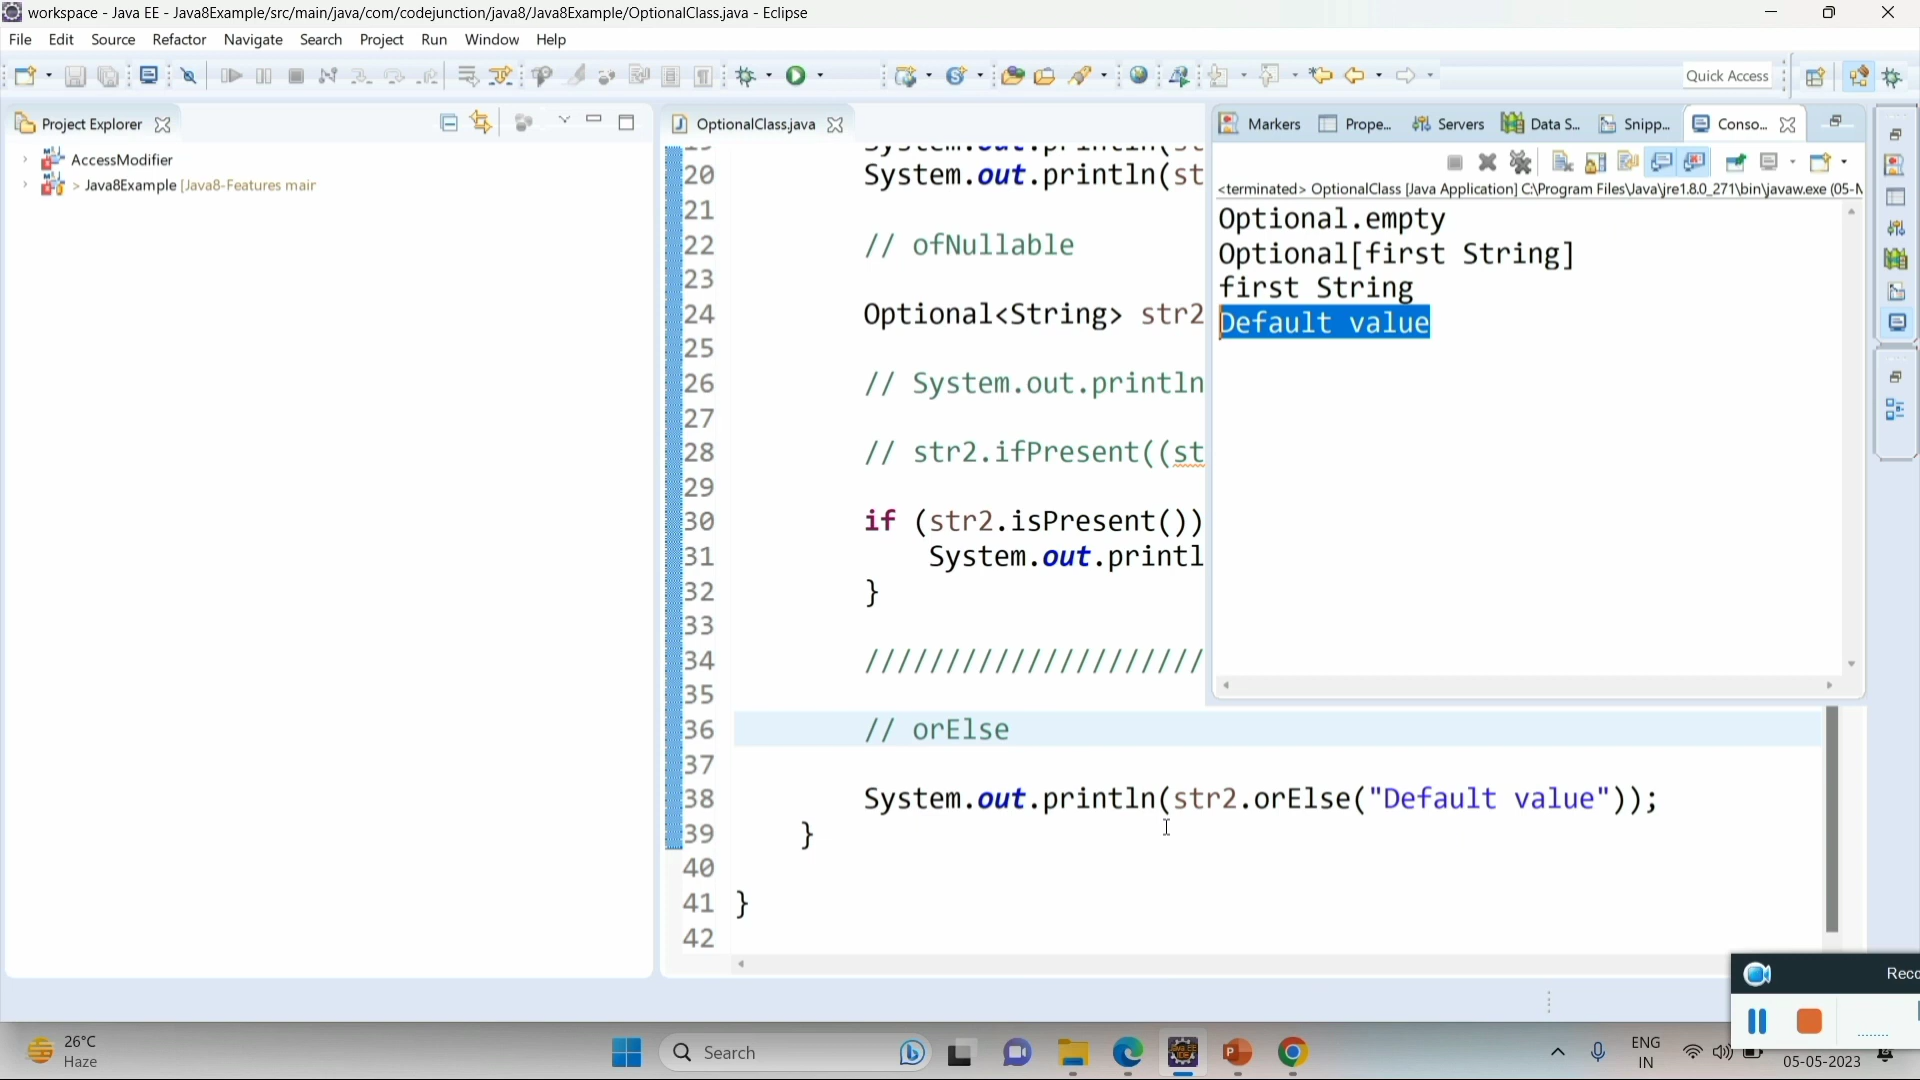 workspace - Java EE - Java8Example/src/main/java/com/codejunction/java8/Java8Example/OptionalClass.java - Eclipse
File Edit Source Refactor Navigate Search Project Run Window Help
Quick Access
Project Explorer
AccessModifier
> Java8Example [Java8-Features mair
OptionalClass.java
20 System.out.println(st
21
22 // ofNullable
23
24 Optional<String> str2
25
26 // System.out.println
27
28 // str2.ifPresent((st
29
30 if (str2.isPresent())
31 System.out.printl
32 }
33
34 /////////////////////
35
36 // orElse
37
38 System.out.println(str2.orElse("Default value"));
39 }
40
41 }
42
Markers Prope... Servers Data S... Snipp... Conso...
<terminated> OptionalClass [Java Application] C:\Program Files\Java\jre1.8.0_271\bin\javaw.exe (05-M
Optional.empty
Optional[first String]
first String
Default value
Reco
26°C
Haze
Search
ENG
IN
05-05-2023